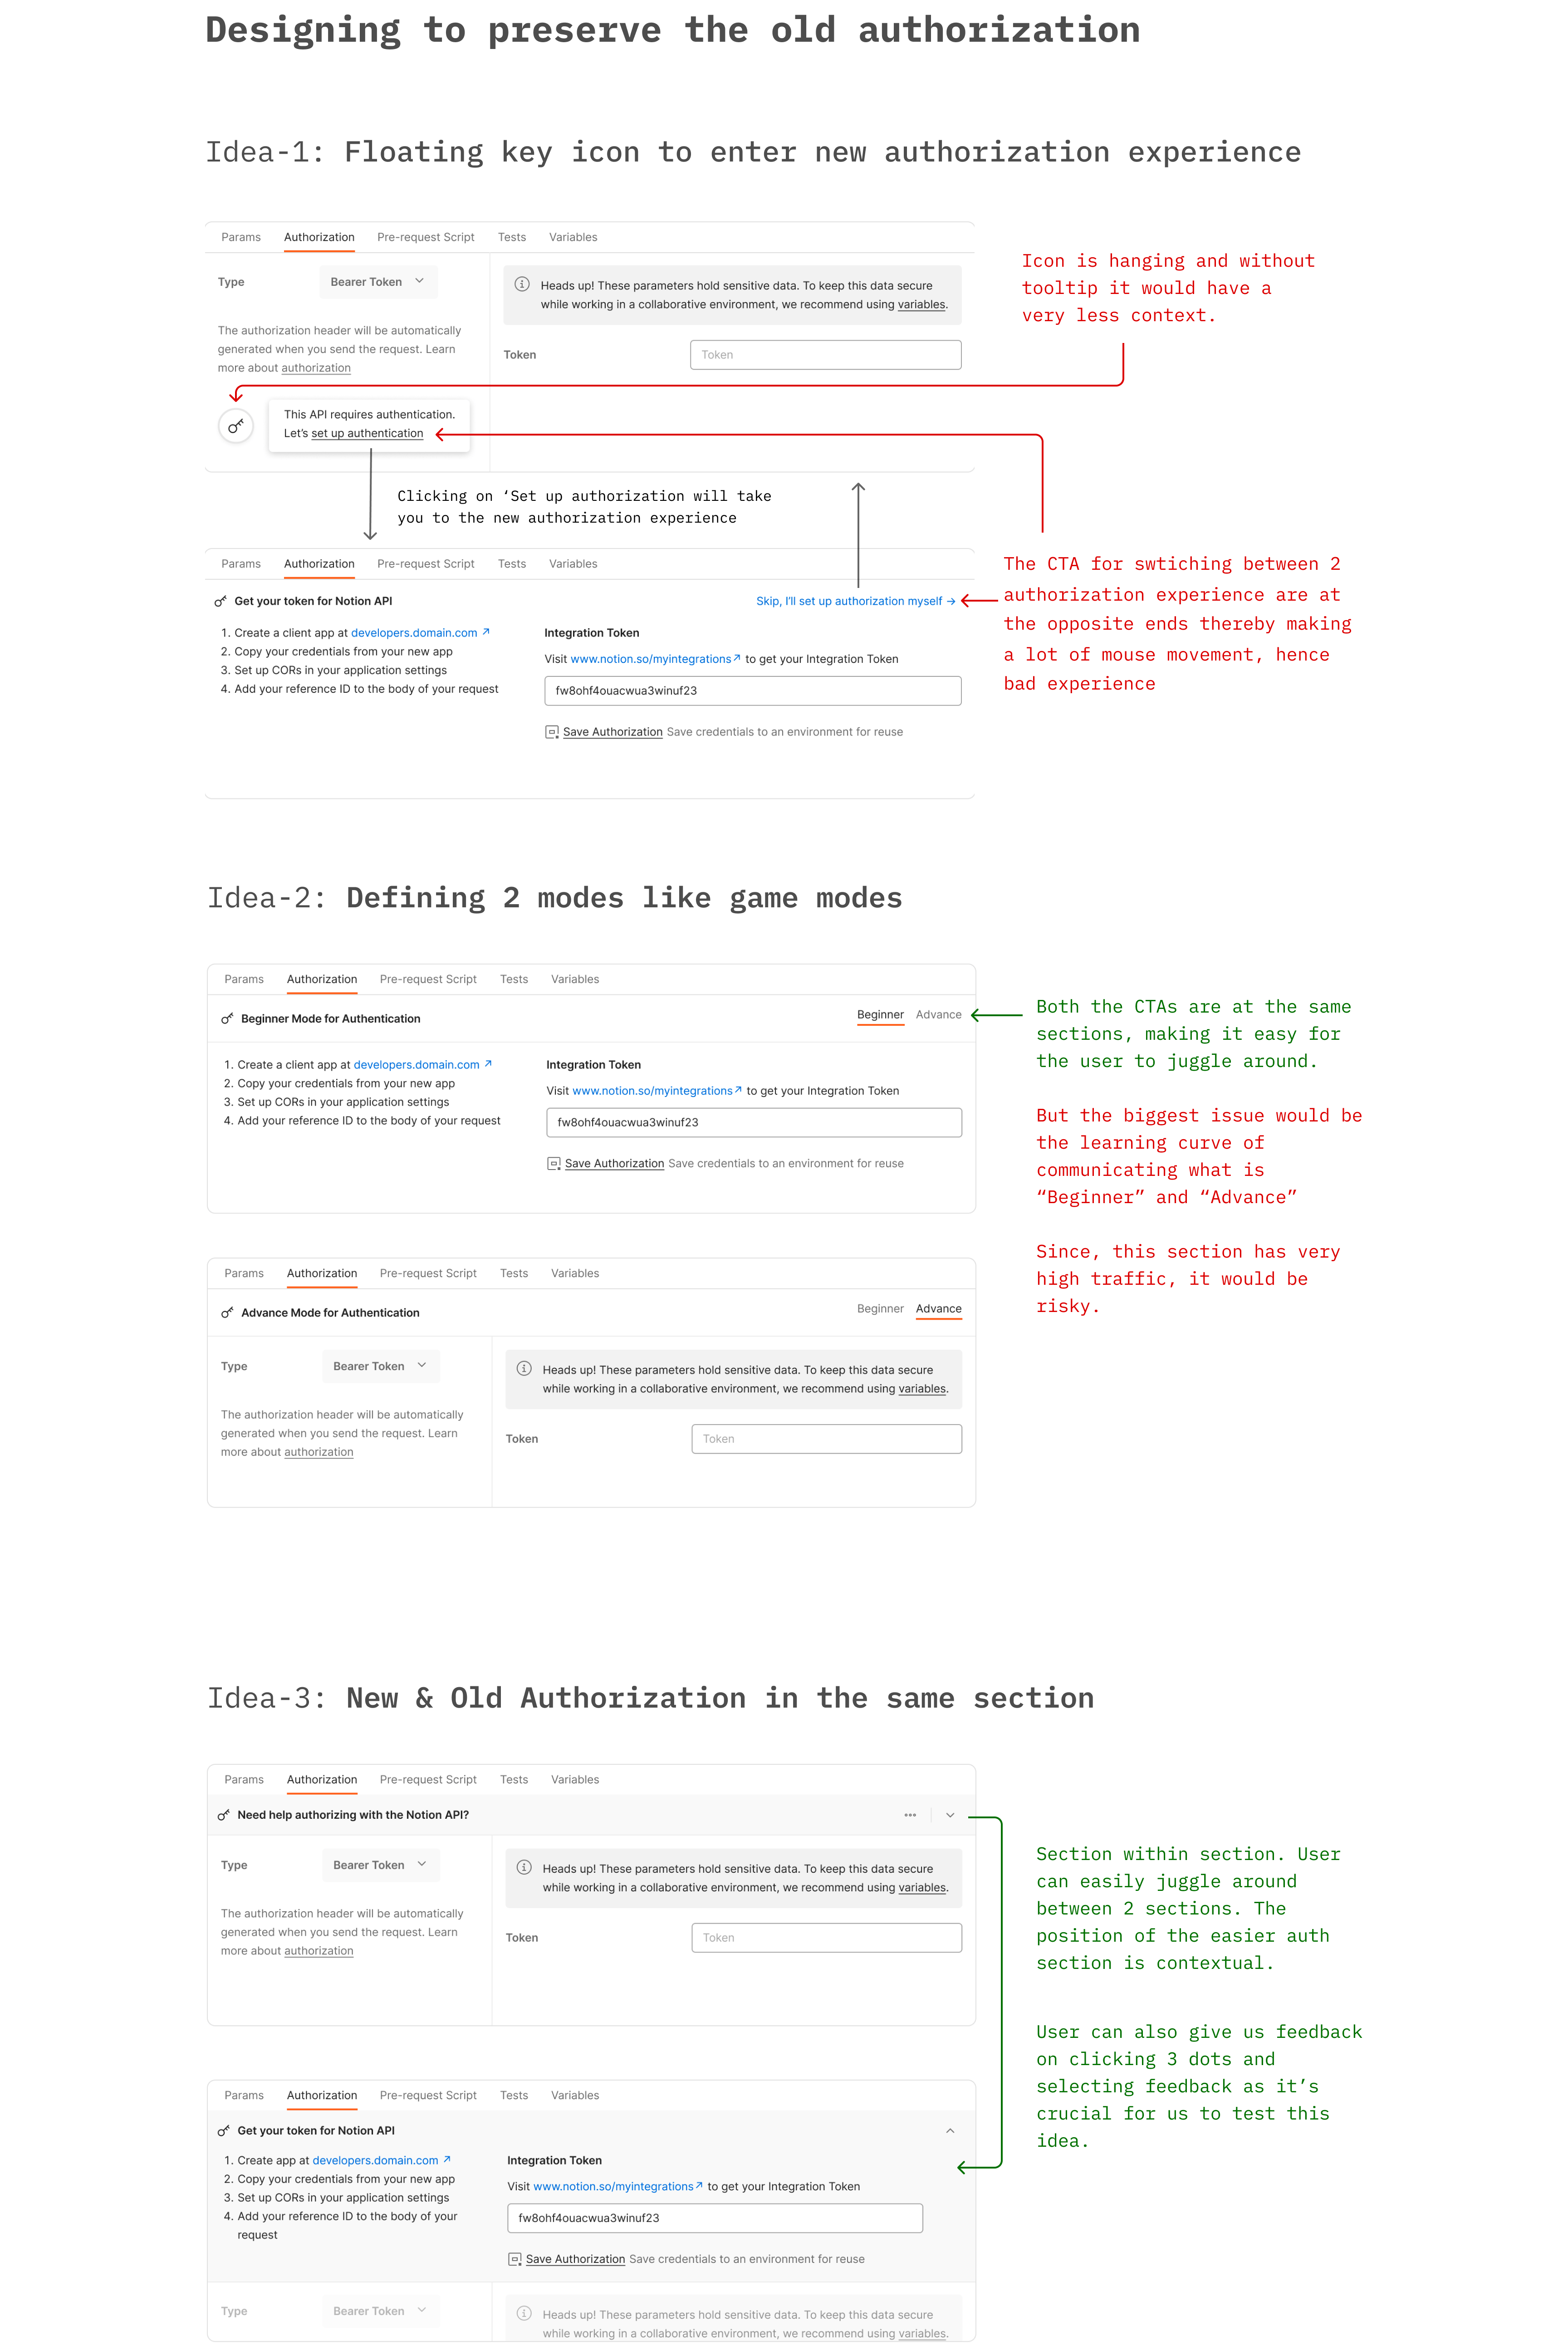 Designing to preserve the old authorization
Idea-1: Floating key icon to enter new authorization experience
Params Authorization Pre-request Script Tests Variables
Type Bearer Token
The authorization header will be automatically
generated when you send the request. Learn
more about authorization
Heads up! These parameters hold sensitive data. To keep this data secure
while working in a collaborative environment, we recommend using variables.
Token Token
This API requires authentication.
Let's set up authentication
Icon is hanging and without
tooltip it would have a
very less context.
Clicking on ‘Set up authorization will take
you to the new authorization experience
Params Authorization Pre-request Script Tests Variables
Get your token for Notion API
Skip, I'll set up authorization myself →
1. Create a client app at developers.domain.com ↗
2. Copy your credentials from your new app
3. Set up CORs in your application settings
4. Add your reference ID to the body of your request
Integration Token
Visit www.notion.so/myintegrations↗ to get your Integration Token
fw8ohf4ouacwua3winuf23
Save Authorization Save credentials to an environment for reuse
The CTA for swtiching between 2
authorization experience are at
the opposite ends thereby making
a lot of mouse movement, hence
bad experience
Idea-2: Defining 2 modes like game modes
Params Authorization Pre-request Script Tests Variables
Beginner Mode for Authentication
Beginner Advance
1. Create a client app at developers.domain.com ↗
2. Copy your credentials from your new app
3. Set up CORs in your application settings
4. Add your reference ID to the body of your request
Integration Token
Visit www.notion.so/myintegrations↗ to get your Integration Token
fw8ohf4ouacwua3winuf23
Save Authorization Save credentials to an environment for reuse
Both the CTAs are at the same
sections, making it easy for
the user to juggle around.
But the biggest issue would be
the learning curve of
communicating what is
“Beginner” and “Advance”
Since, this section has very
high traffic, it would be
risky.
Params Authorization Pre-request Script Tests Variables
Advance Mode for Authentication
Beginner Advance
Type Bearer Token
The authorization header will be automatically
generated when you send the request. Learn
more about authorization
Heads up! These parameters hold sensitive data. To keep this data secure
while working in a collaborative environment, we recommend using variables.
Token Token
Idea-3: New & Old Authorization in the same section
Params Authorization Pre-request Script Tests Variables
Need help authorizing with the Notion API?
Type Bearer Token
The authorization header will be automatically
generated when you send the request. Learn
more about authorization
Heads up! These parameters hold sensitive data. To keep this data secure
while working in a collaborative environment, we recommend using variables.
Token Token
Section within section. User
can easily juggle around
between 2 sections. The
position of the easier auth
section is contextual.
User can also give us feedback
on clicking 3 dots and
selecting feedback as it’s
crucial for us to test this
idea.
Params Authorization Pre-request Script Tests Variables
Get your token for Notion API
1. Create app at developers.domain.com ↗
2. Copy your credentials from your new app
3. Set up CORs in your application settings
4. Add your reference ID to the body of your
request
Integration Token
Visit www.notion.so/myintegrations↗ to get your Integration Token
fw8ohf4ouacwua3winuf23
Save Authorization Save credentials to an environment for reuse
Type Bearer Token
Heads up! These parameters hold sensitive data. To keep this data secure
while working in a collaborative environment, we recommend using variables.